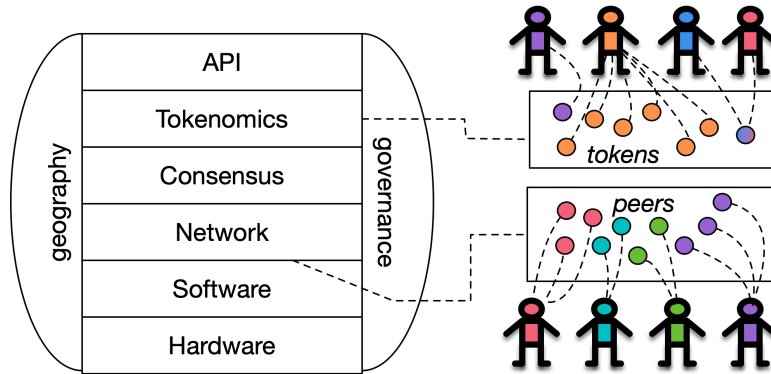 API
Tokenomics
Consensus
Network
Software
Hardware
geography
governance
tokens
peers